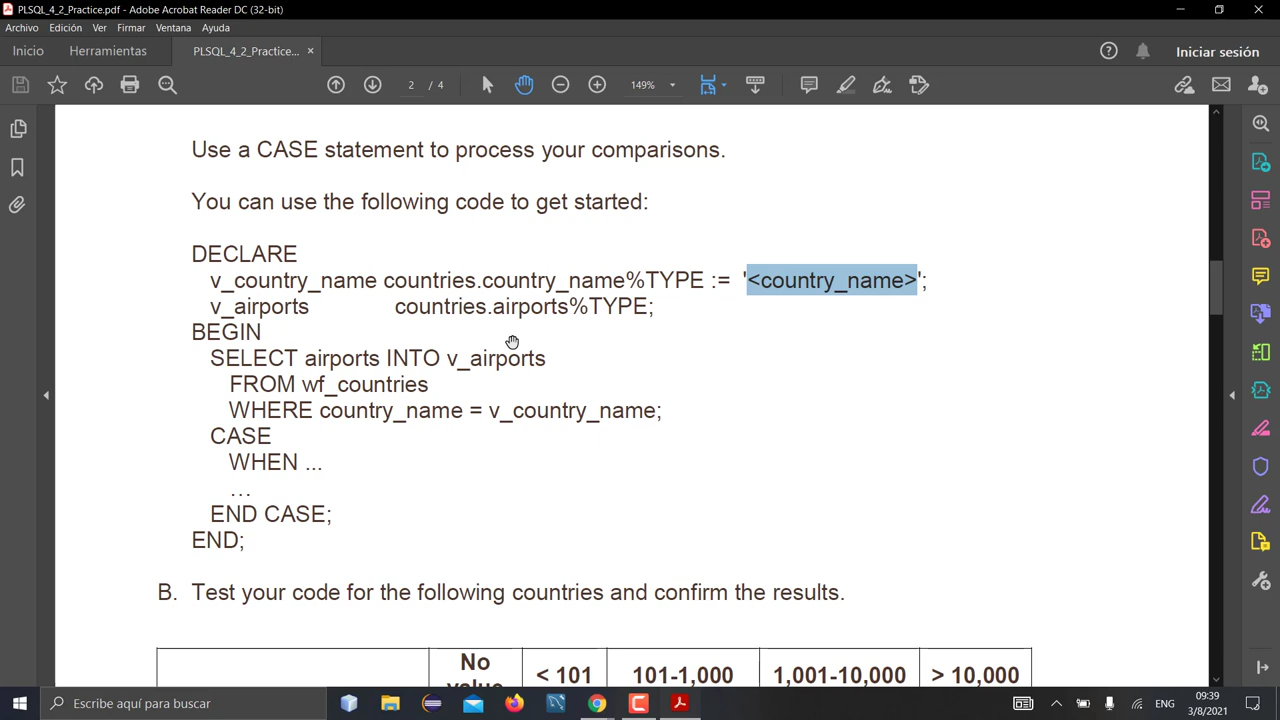 PLSQL_4_2_Practice.pdf - Adobe Acrobat Reader DC (32-bit)
Archivo Edición Ver Firmar Ventana Ayuda
Inicio Herramientas PLSQL_4_2_Practice... × Iniciar sesión
2 / 4 149%
Use a CASE statement to process your comparisons.
You can use the following code to get started:
DECLARE
v_country_name countries.country_name%TYPE := '<country_name>';
v_airports countries.airports%TYPE;
BEGIN
SELECT airports INTO v_airports
FROM wf_countries
WHERE country_name = v_country_name;
CASE
WHEN ...
...
END CASE;
END;
B. Test your code for the following countries and confirm the results.
No
value < 101 101-1,000 1,001-10,000 > 10,000
Escribe aquí para buscar
ENG 09:39
3/8/2021